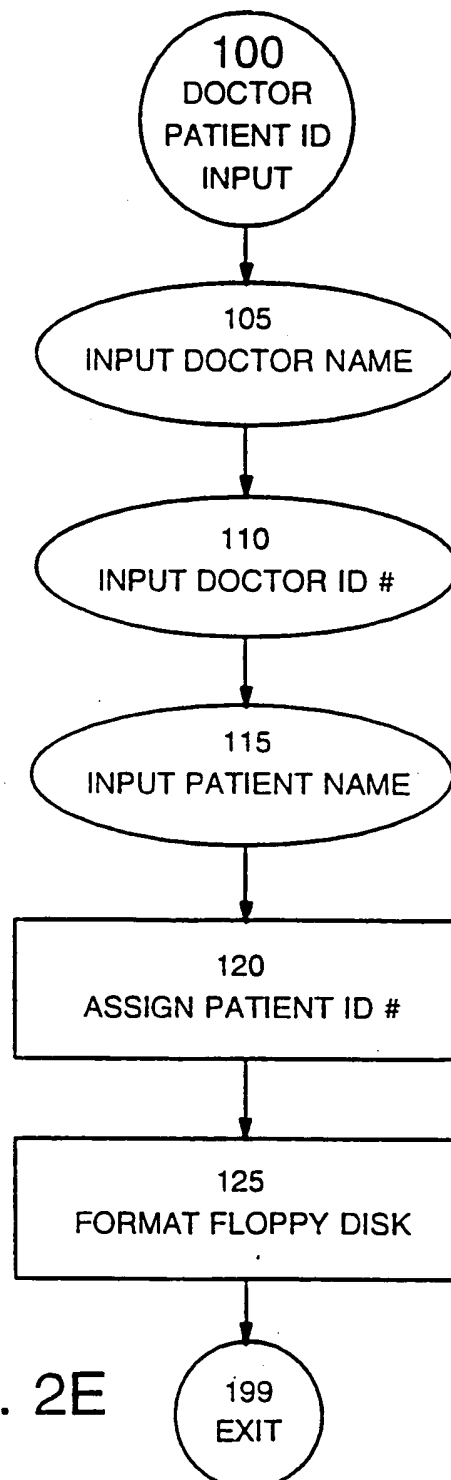 100
DOCTOR
PATIENT ID
INPUT
105
INPUT DOCTOR NAME
110
INPUT DOCTOR ID #
115
INPUT PATIENT NAME
120
ASSIGN PATIENT ID #
125
FORMAT FLOPPY DISK
199
EXIT
. 2E